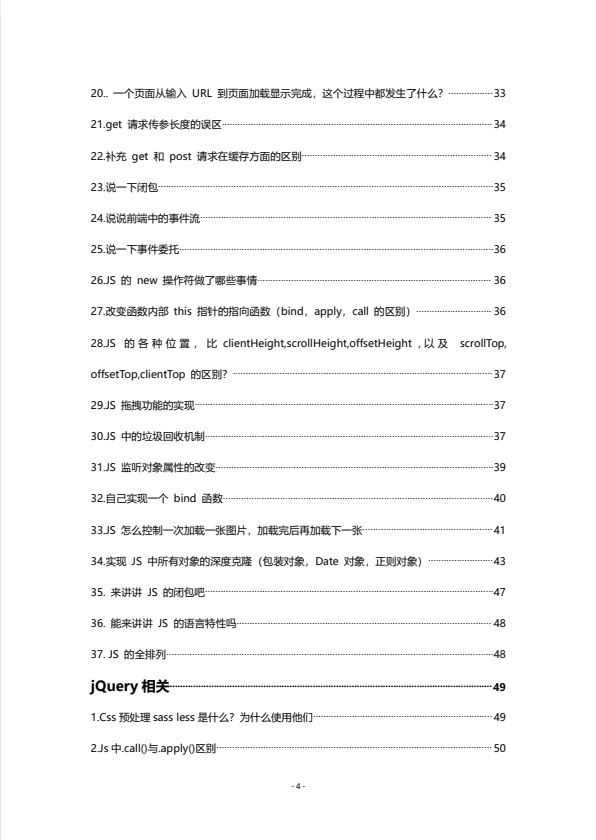 20.. 一个页面从输入 URL 到页面加载显示完成，这个过程中都发生了什么？ 33
21.get 请求传参长度的误区 34
22.补充 get 和 post 请求在缓存方面的区别 34
23.说一下闭包 35
24.说说前端中的事件流 35
25.说一下事件委托 36
26.JS 的 new 操作符做了哪些事情 36
27.改变函数内部 this 指针的指向函数（bind，apply，call 的区别） 36
28.JS 的各种位置，比 clientHeight,scrollHeight,offsetHeight ,以及 scrollTop,
offsetTop,clientTop 的区别？ 37
29.JS 拖拽功能的实现 37
30.JS 中的垃圾回收机制 37
31.JS 监听对象属性的改变 39
32.自己实现一个 bind 函数 40
33.JS 怎么控制一次加载一张图片，加载完后再加载下一张 41
34.实现 JS 中所有对象的深度克隆（包装对象，Date 对象，正则对象） 43
35. 来讲讲 JS 的闭包吧 47
36. 能来讲讲 JS 的语言特性吗 48
37. JS 的全排列 48
jQuery 相关 49
1.Css 预处理 sass less 是什么？为什么使用他们 49
2.Js 中.call()与.apply()区别 50
- 4 -